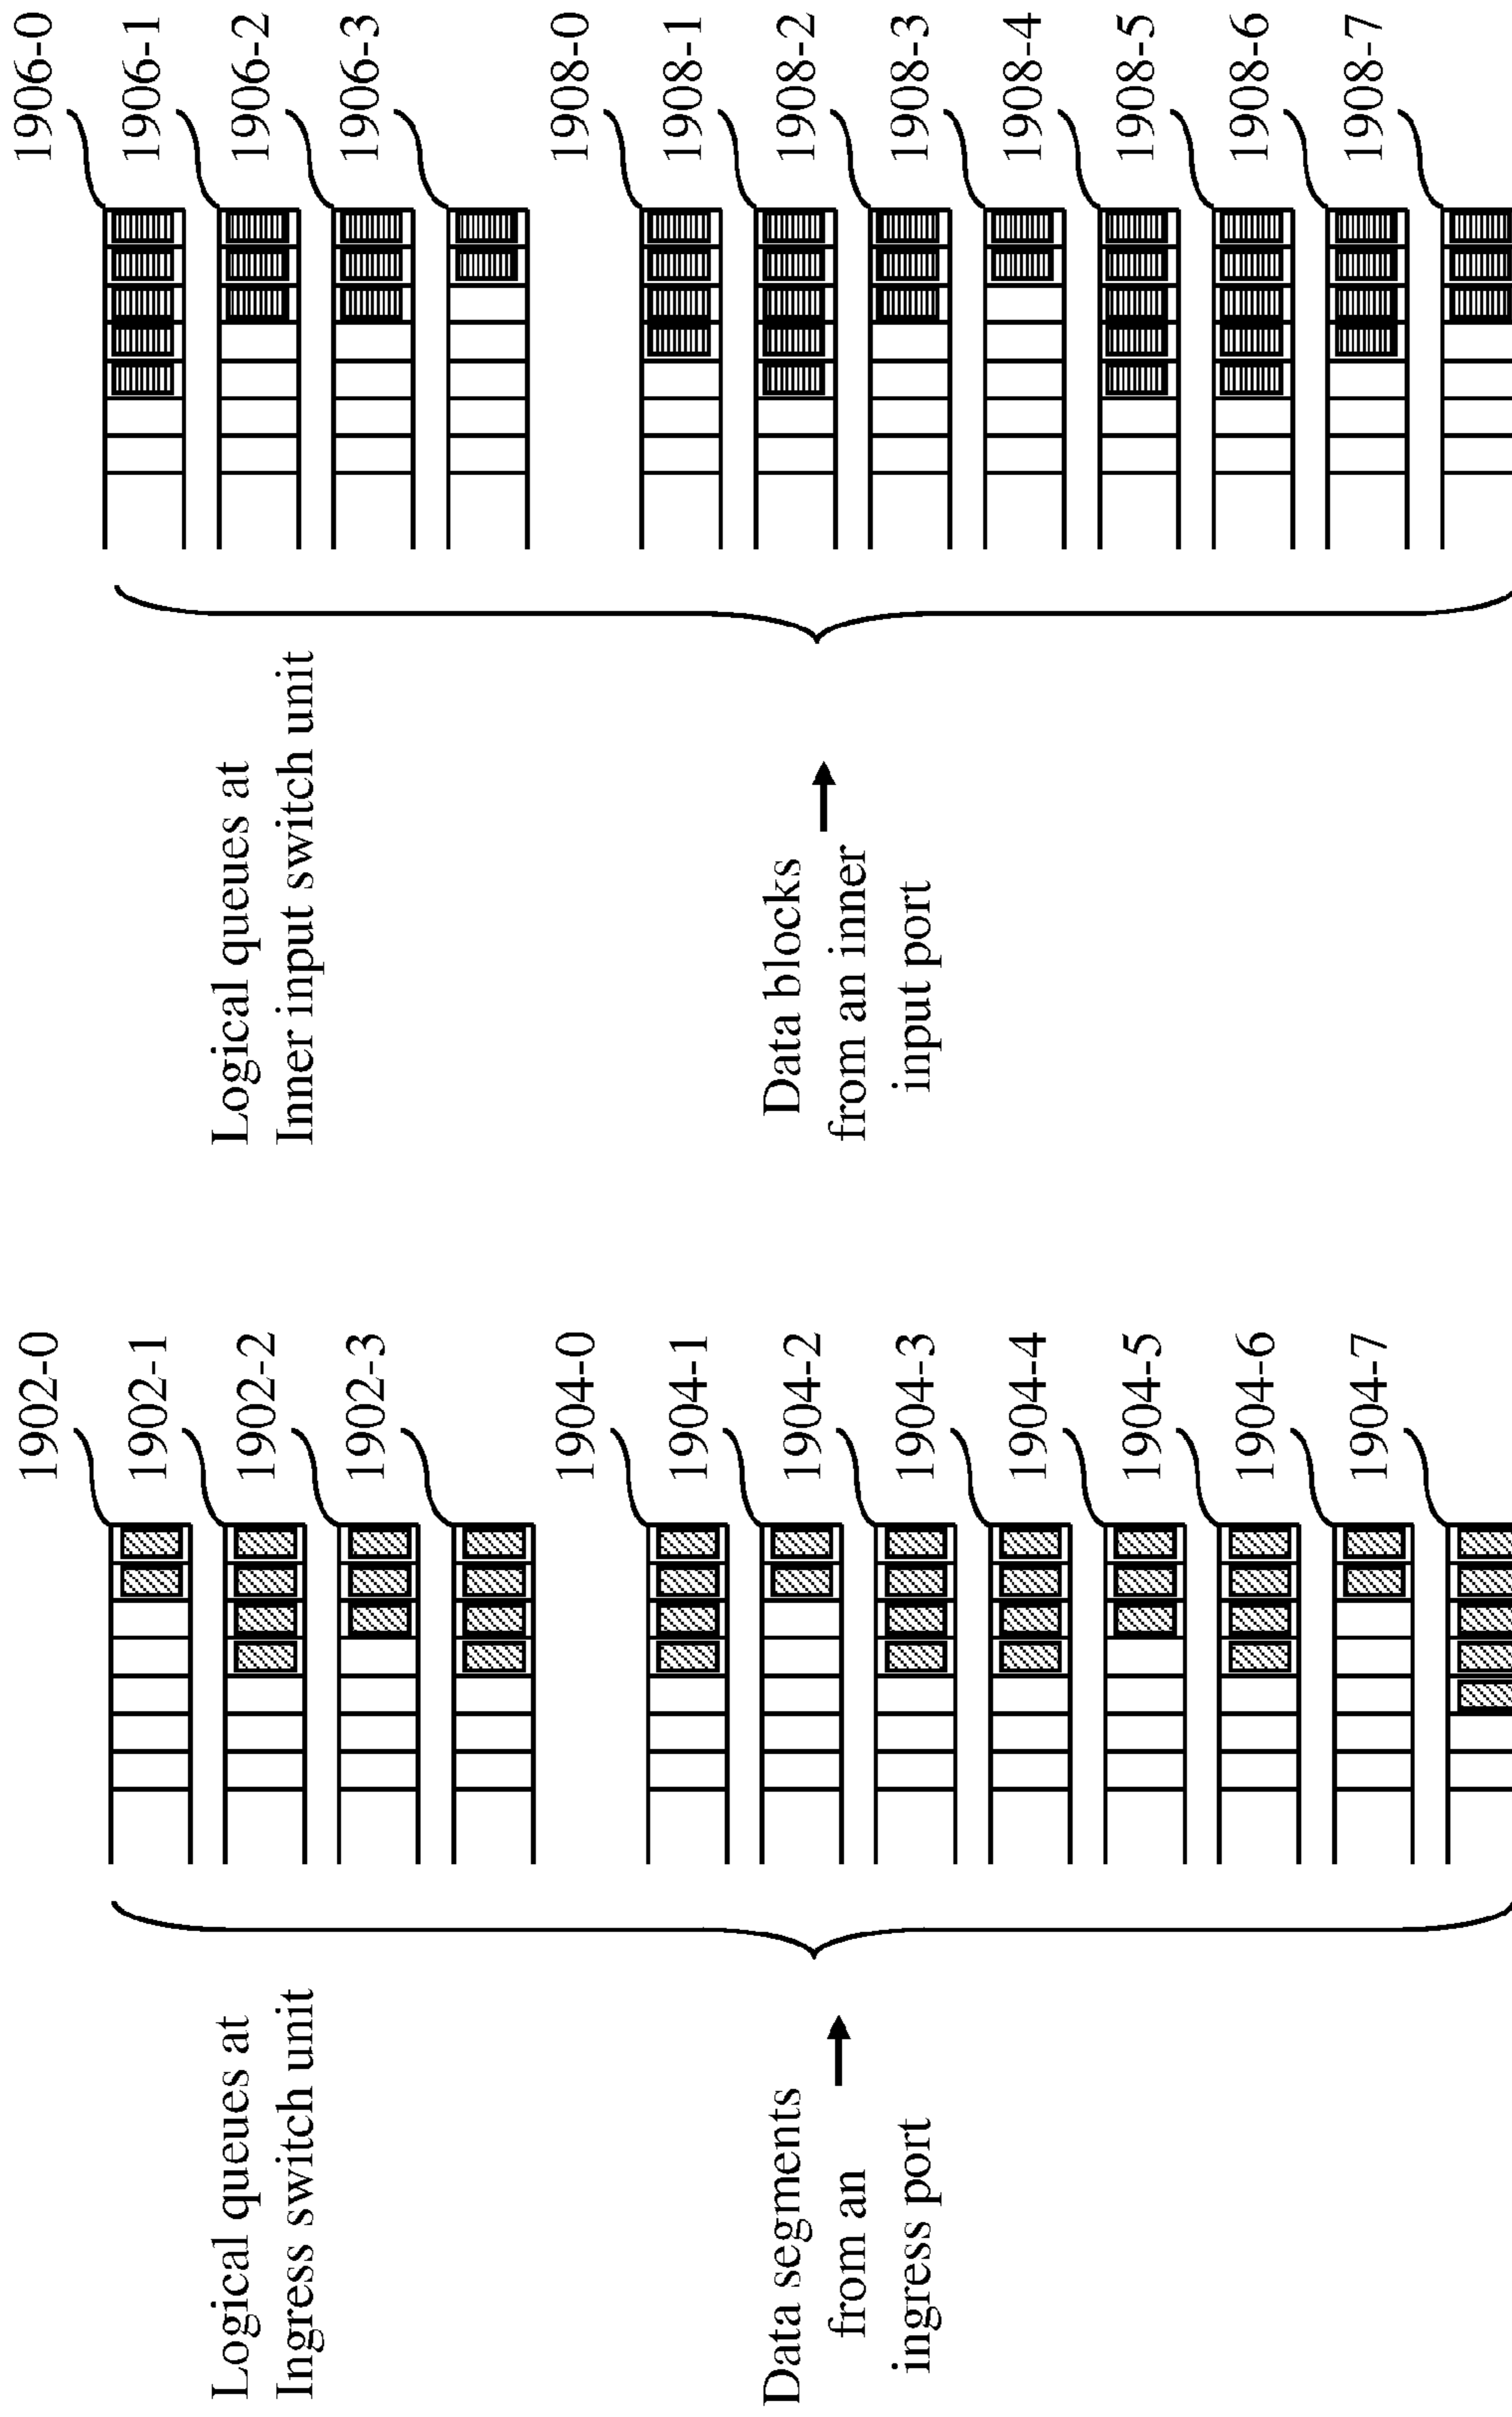 Logical queues at
Ingress switch unit
Data segments
from an
ingress port
1902-0
1902-1
1902-2
1902-3
1904-0
1904-1
1904-2
1904-3
1904-4
1904-5
1904-6
1904-7
Logical queues at
Inner input switch unit
Data blocks
from an inner
input port
1906-0
1906-1
1906-2
1906-3
1908-0
1908-1
1908-2
1908-3
1908-4
1908-5
1908-6
1908-7